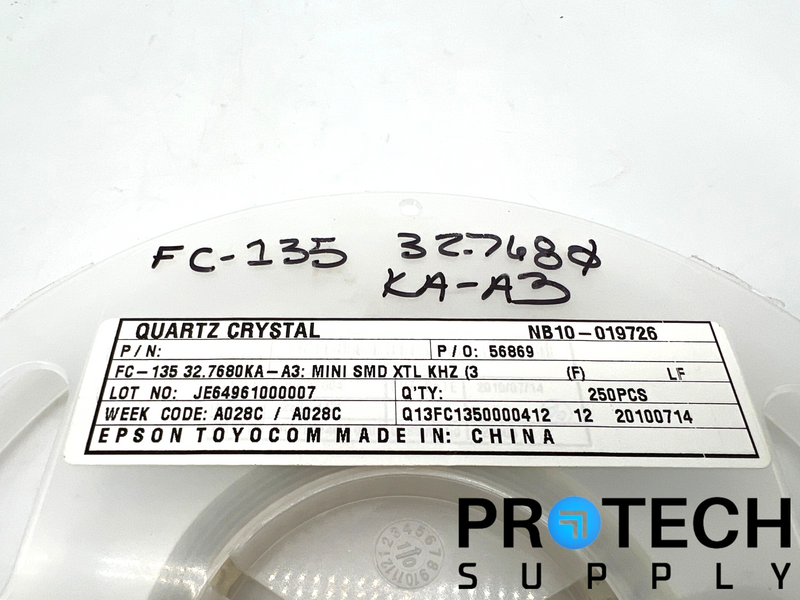 FC-135 32.7680
KA-A3
QUARTZ CRYSTAL NB10-019726
P/N: P/O: 56869
FC-135 32.7680KA-A3: MINI SMD XTL KHZ (3 (F) LF
LOT NO: JE64961000007 Q'TY: 250PCS
WEEK CODE: A028C / A028C Q13FC1350000412 12 20100714
EPSON TOYOCOM MADE IN: CHINA
PROTECH
SUPPLY